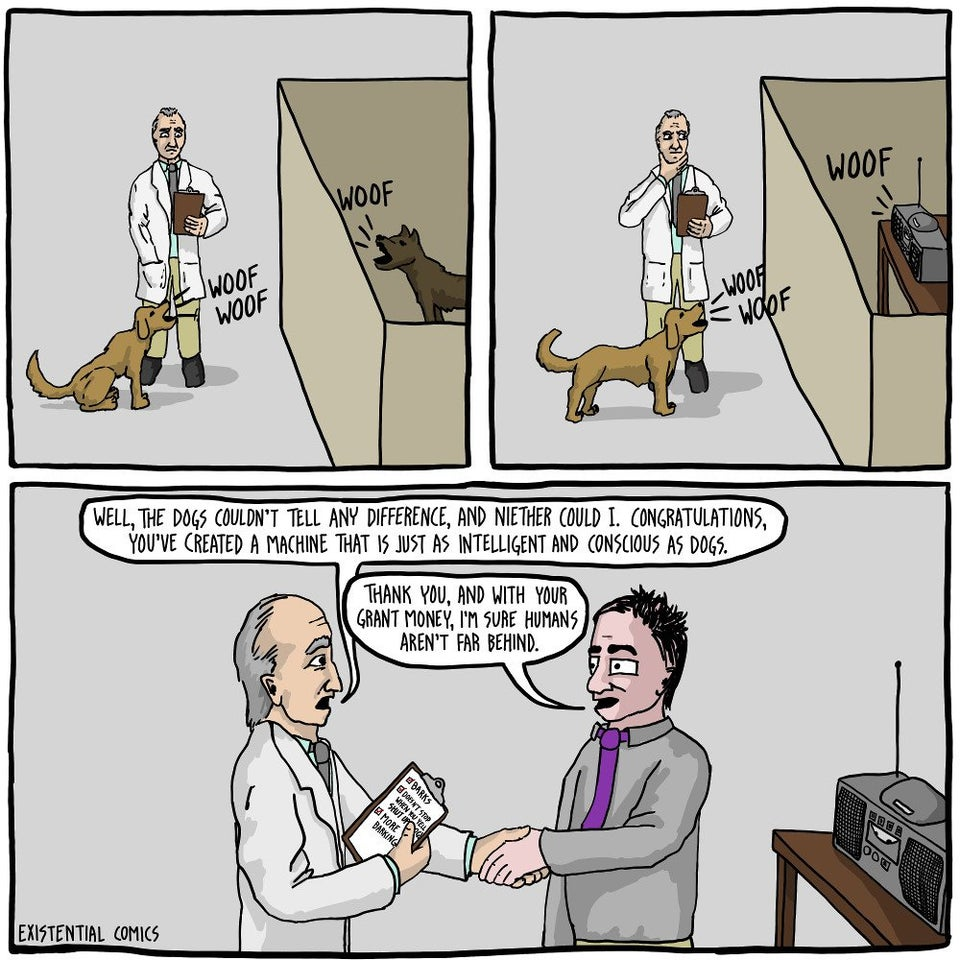 WOOF
WOOF
WOOF
WOOF
WOOF
WOOF
WELL, THE DOGS COULDN'T TELL ANY DIFFERENCE, AND NIETHER COULD I. CONGRATULATIONS,
YOU'VE CREATED A MACHINE THAT IS JUST AS INTELLIGENT AND CONSCIOUS AS DOGS.
THANK YOU, AND WITH YOUR
GRANT MONEY, I'M SURE HUMANS
AREN'T FAR BEHIND.
BARKS
DOESN'T STOP
WHEN YOU TELL
SHUT
MORE
BARKING
EXISTENTIAL COMICS